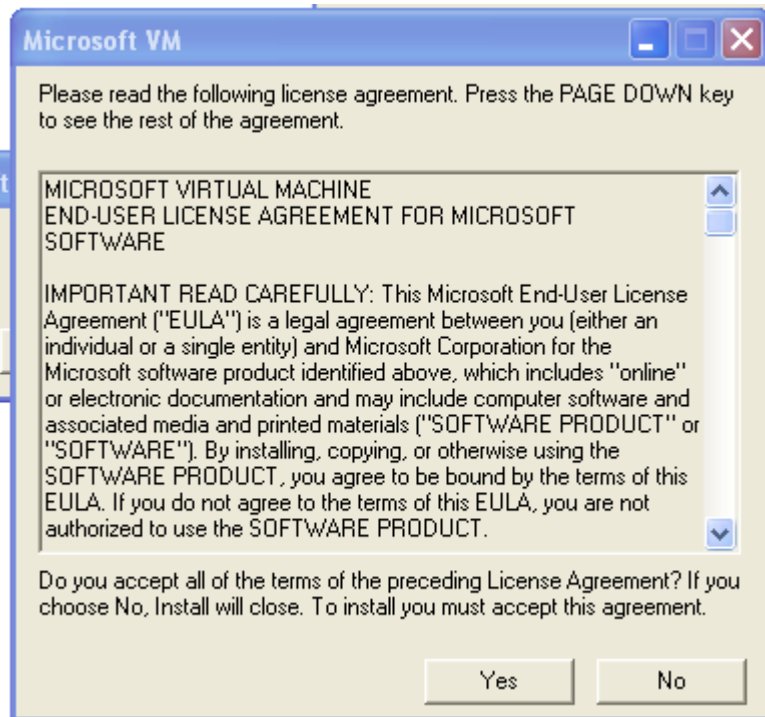 Microsoft VM
Please read the following license agreement. Press the PAGE DOWN key
to see the rest of the agreement.
t
MICROSOFT VIRTUAL MACHINE
END-USER LICENSE AGREEMENT FOR MICROSOFT
SOFTWARE
IMPORTANT READ CAREFULLY: This Microsoft End-User License
Agreement ("EULA") is a legal agreement between you (either an
individual or a single entity) and Microsoft Corporation for the
Microsoft software product identified above, which includes "online"
or electronic documentation and may include computer software and
associated media and printed materials ("SOFTWARE PRODUCT" or
"SOFTWARE"). By installing, copying, or otherwise using the
SOFTWARE PRODUCT, you agree to be bound by the terms of this
EULA. If you do not agree to the terms of this EULA, you are not
authorized to use the SOFTWARE PRODUCT.
Do you accept all of the terms of the preceding License Agreement? If you
choose No, Install will close. To install you must accept this agreement.
Yes No